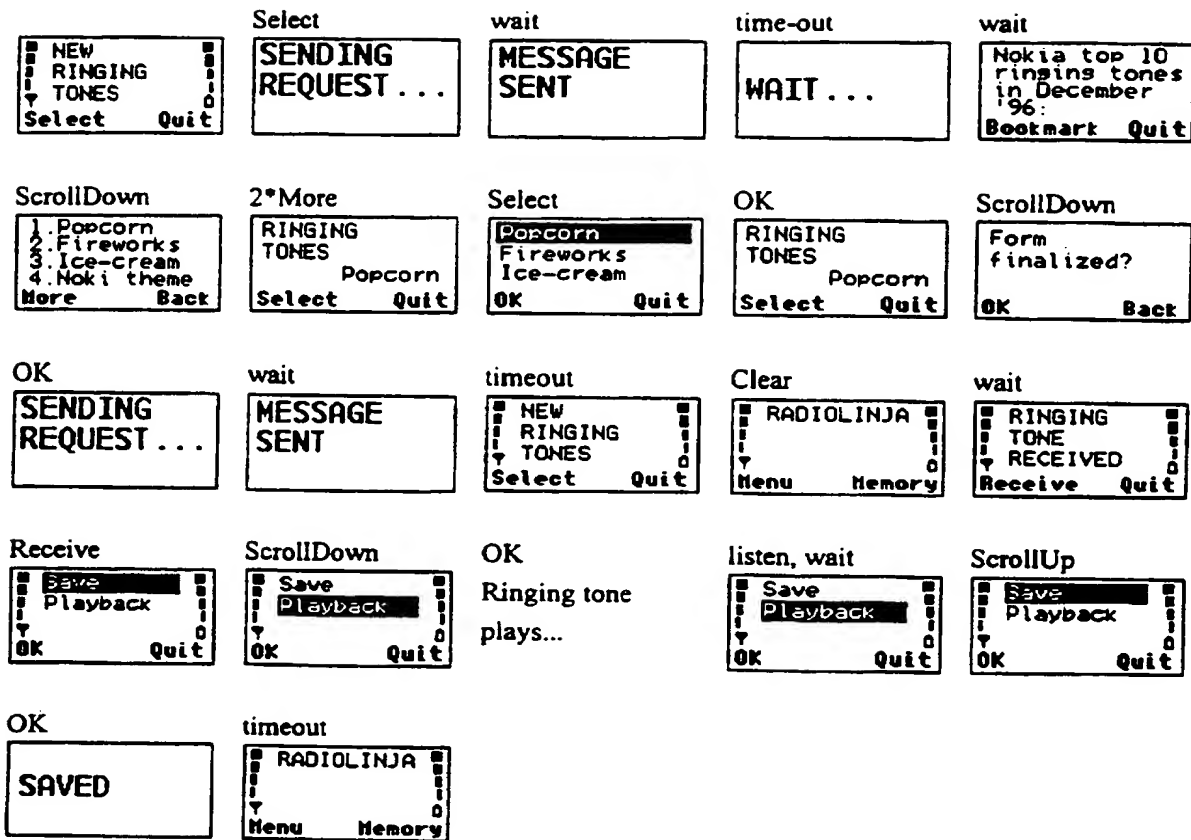 NEW
RINGING
TONES
Select Quit
Select
SENDING
REQUEST...
wait
MESSAGE
SENT
time-out
WAIT...
wait
Nokia top 10
ringing tones
in December
'96:
Bookmark Quit
ScrollDown
1.Popcorn
2.Fireworks
3.Ice-cream
4.Noki theme
More Back
2*More
RINGING
TONES
Popcorn
Select Quit
Select
Popcorn
Fireworks
Ice-cream
OK Quit
OK
RINGING
TONES
Popcorn
Select Quit
ScrollDown
Form
finalized?
OK Back
OK
SENDING
REQUEST...
wait
MESSAGE
SENT
timeout
NEW
RINGING
TONES
Select Quit
Clear
RADIOLINJA
Menu Memory
wait
RINGING
TONE
RECEIVED
Receive Quit
Receive
Save
Playback
OK Quit
ScrollDown
Save
Playback
OK Quit
OK
Ringing tone
plays...
listen, wait
Save
Playback
OK Quit
ScrollUp
Save
Playback
OK Quit
OK
SAVED
timeout
RADIOLINJA
Menu Memory